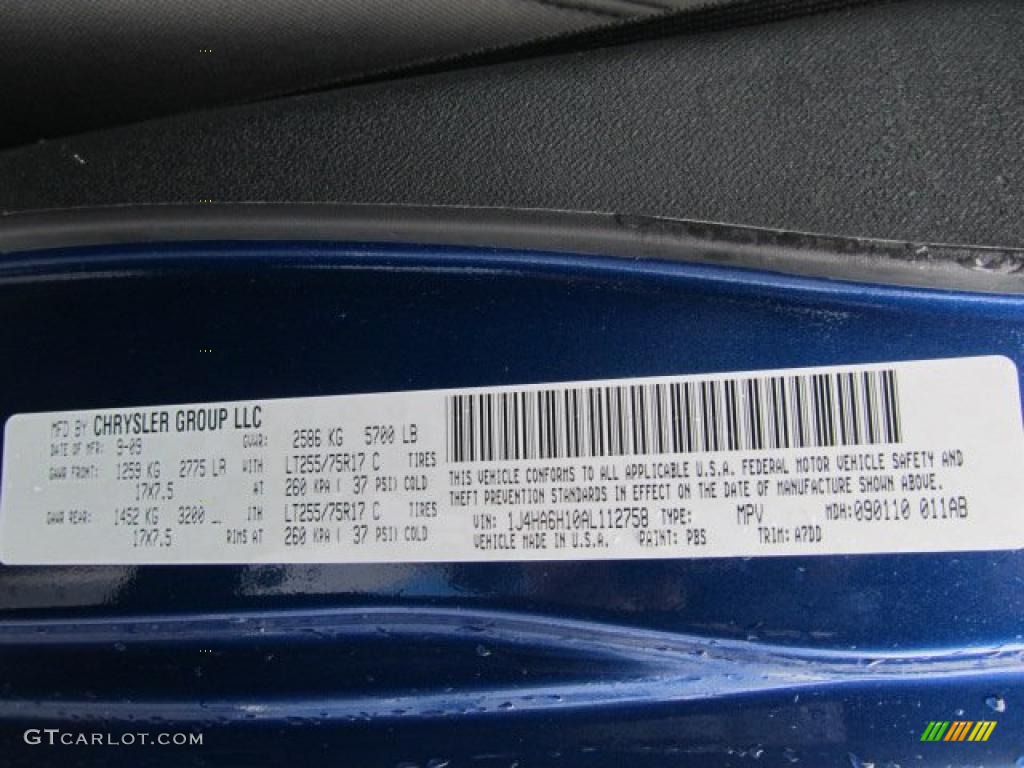 MFD BY CHRYSLER GROUP LLC
DATE OF MFR: 9-09 GVWR: 2586 KG 5700 LB
GAWR FRONT: 1259 KG 2775 LB WITH LT255/75R17 C TIRES
17X7.5 AT 260 KPA ( 37 PSI) COLD
GAWR REAR: 1452 KG 3200 ITH LT255/75R17 C TIRES
17X7.5 RIMS AT 260 KPA ( 37 PSI) COLD
THIS VEHICLE CONFORMS TO ALL APPLICABLE U.S.A. FEDERAL MOTOR VEHICLE SAFETY AND
THEFT PREVENTION STANDARDS IN EFFECT ON THE DATE OF MANUFACTURE SHOWN ABOVE.
VIN: 1J4HA6H10AL112758 TYPE: MPV MDH: 090110 011AB
VEHICLE MADE IN U.S.A. PAINT: PBS TRIM: A7DD
GTCARLOT.COM